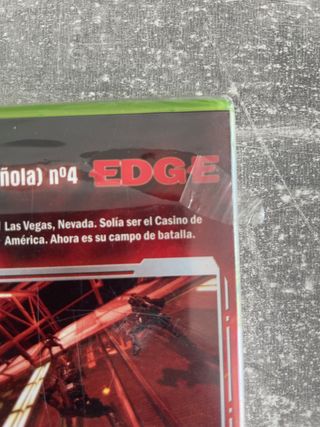 ñola) nº4 EDGE
Las Vegas, Nevada. Solía ser el Casino de
América. Ahora es su campo de batalla.